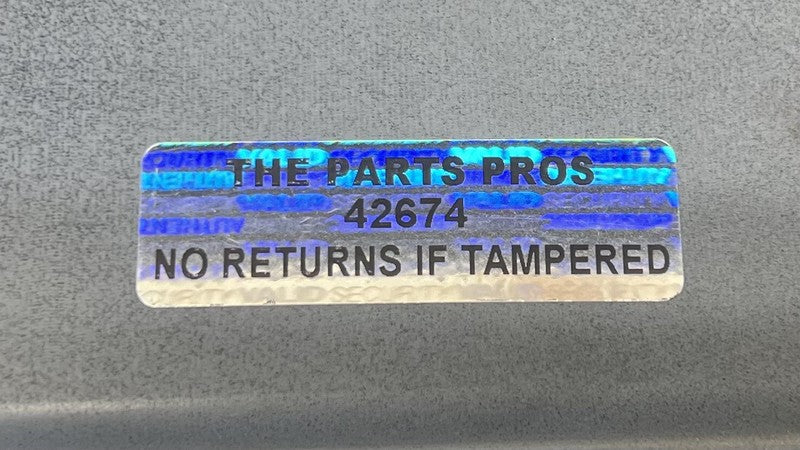 THE PARTS PROS
42674
NO RETURNS IF TAMPERED